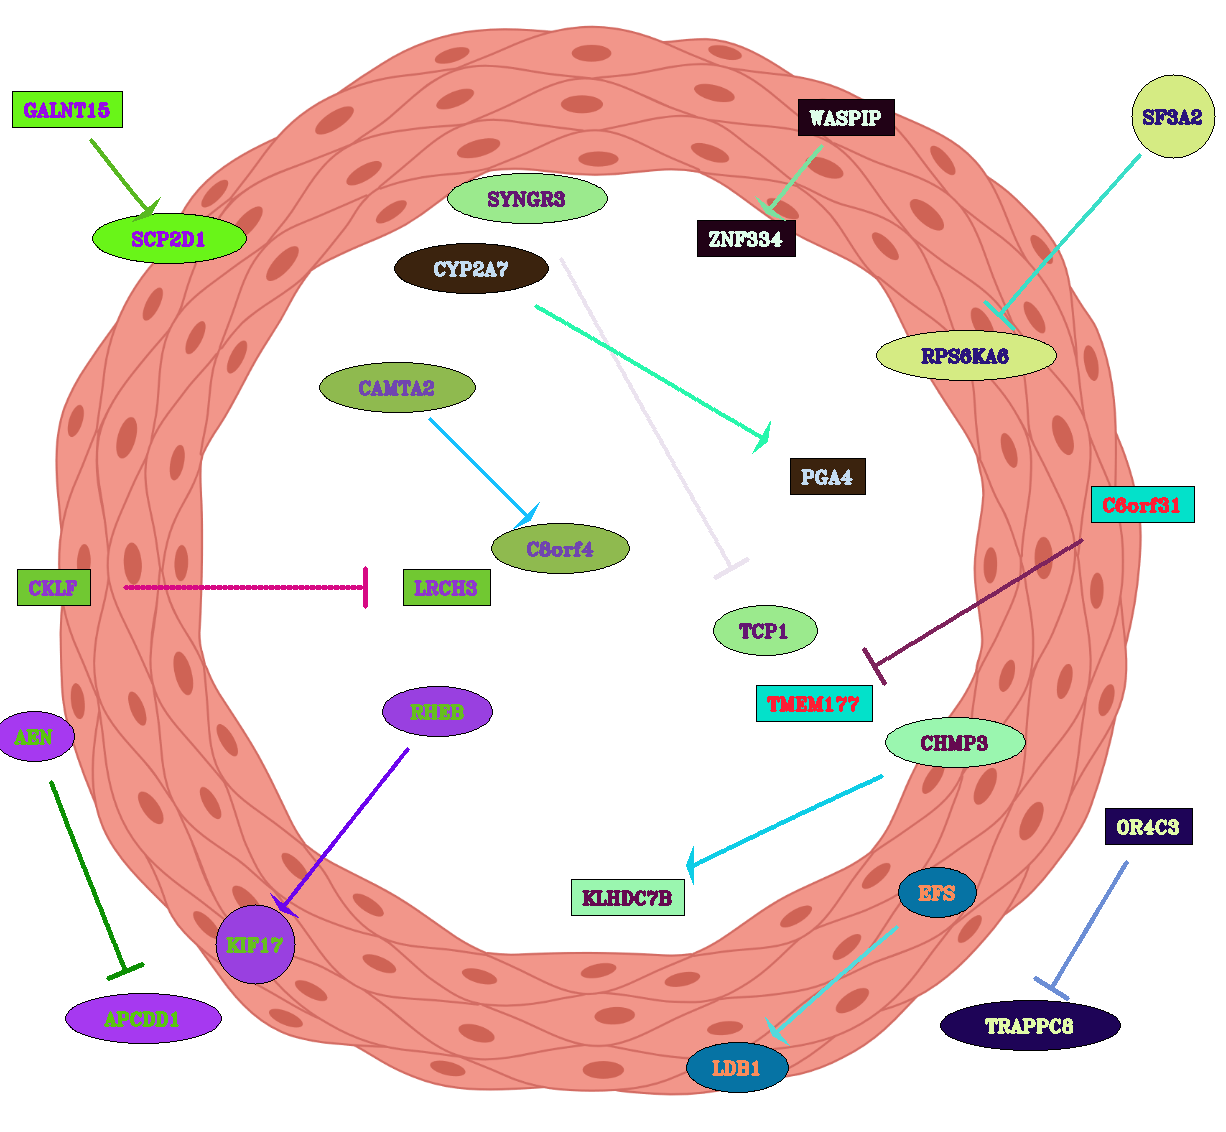 GALNT15
WASPIP
SF3A2
SYNGR3
SCP2D1
ZNF334
CYP2A7
RPS6KA6
CAMTA2
PGA4
C6orf31
C8orf4
CKLF
LRCH3
TCP1
TMEM177
RHEB
AEN
CHMP3
OR4C3
EFS
KLHDC7B
KIF17
APCDD1
TRAPPC8
LDB1